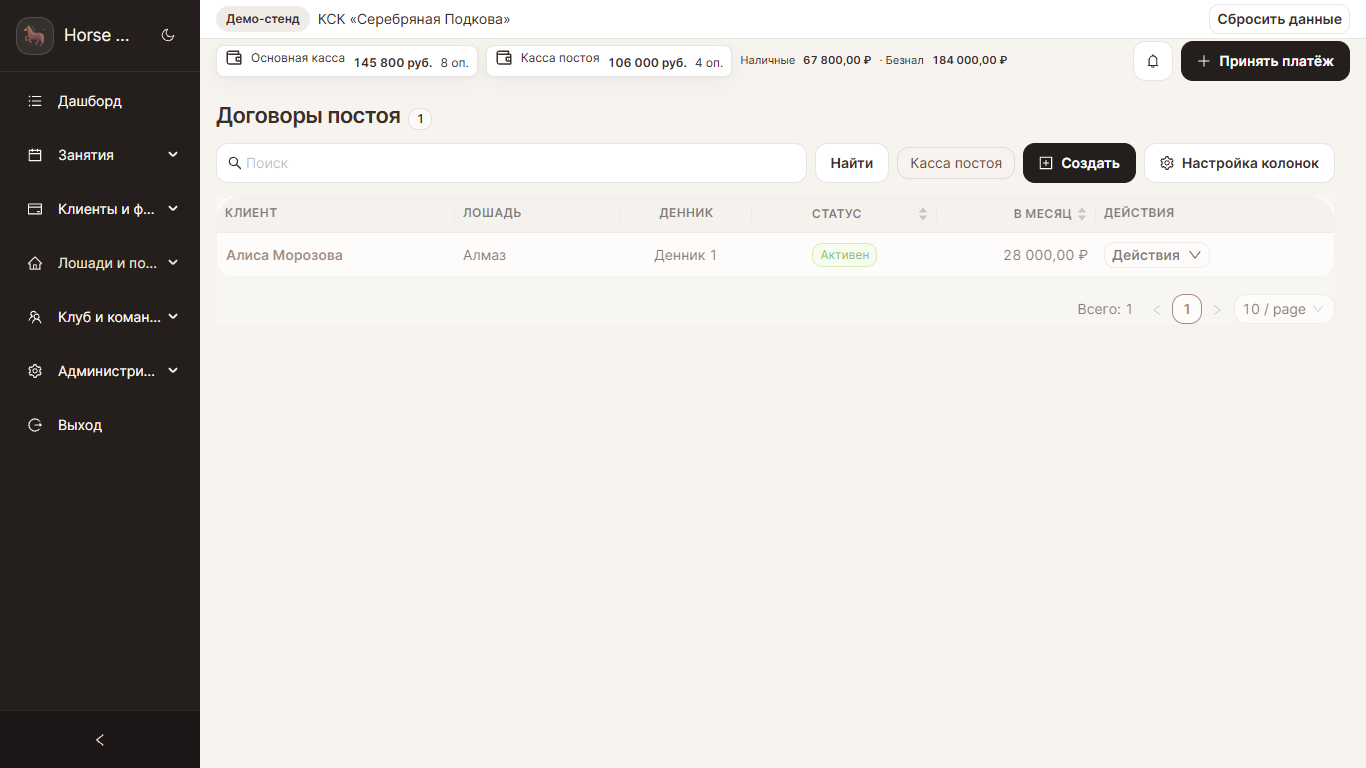 Horse ...
Дашборд
Занятия
Клиенты и ф...
Лошади и по...
Клуб и коман...
Администри...
Выход
Демо-стенд КСК «Серебряная Подкова» Сбросить данные
Основная касса 145 800 руб. 8 оп. Касса постоя 106 000 руб. 4 оп. Наличные 67 800,00 ₽ · Безнал 184 000,00 ₽ Принять платёж
Договоры постоя 1
Поиск Найти Касса постоя Создать Настройка колонок
КЛИЕНТ ЛОШАДЬ ДЕННИК СТАТУС В МЕСЯЦ ДЕЙСТВИЯ
Алиса Морозова Алмаз Денник 1 Активен 28 000,00 ₽ Действия
Всего: 1 1 10 / page